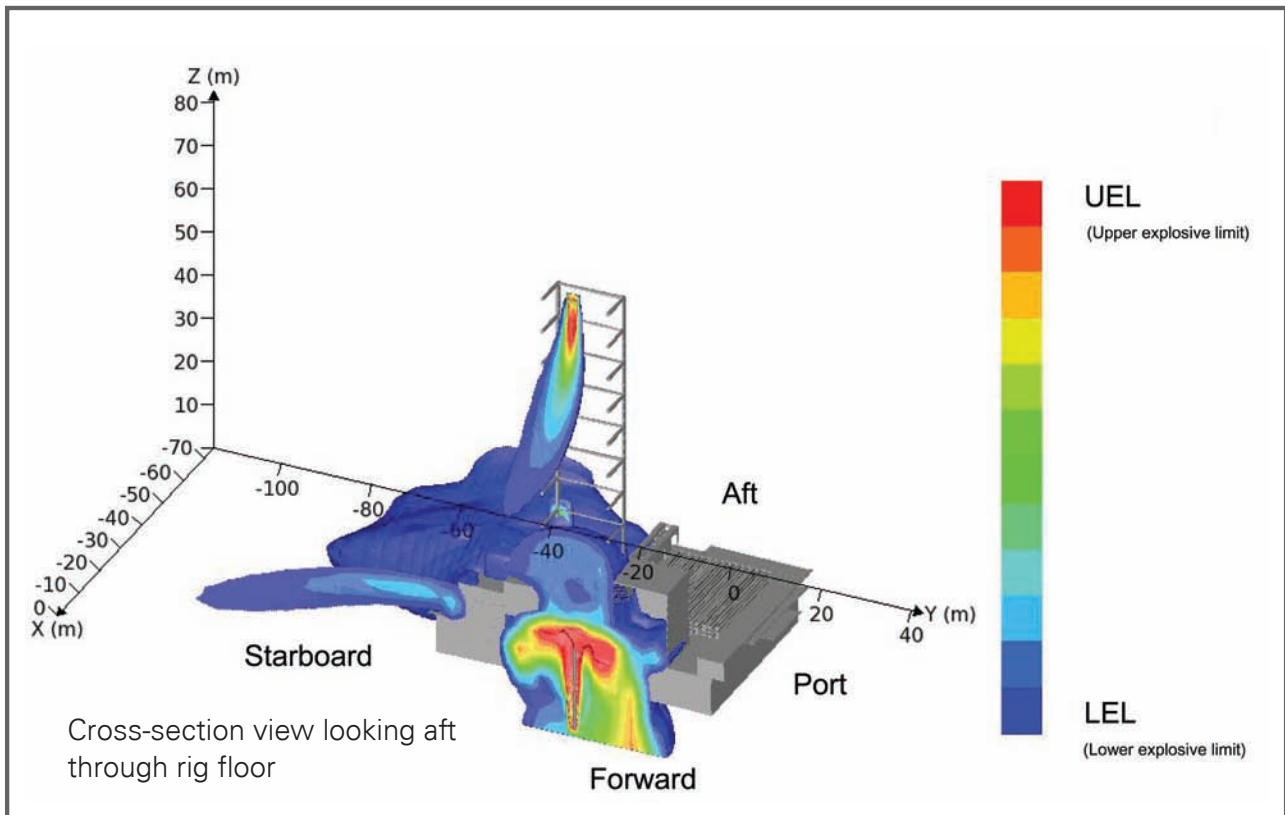 Z (m)
80
70
60
50
40
30
20
10
-70
-60
-50
-40
-30
-20
-10
0
X (m)
-100
-80
-60
-40
-20
0
20
40
Y (m)
Aft
Starboard
Port
Forward
Cross-section view looking aft
through rig floor
UEL
(Upper explosive limit)
LEL
(Lower explosive limit)